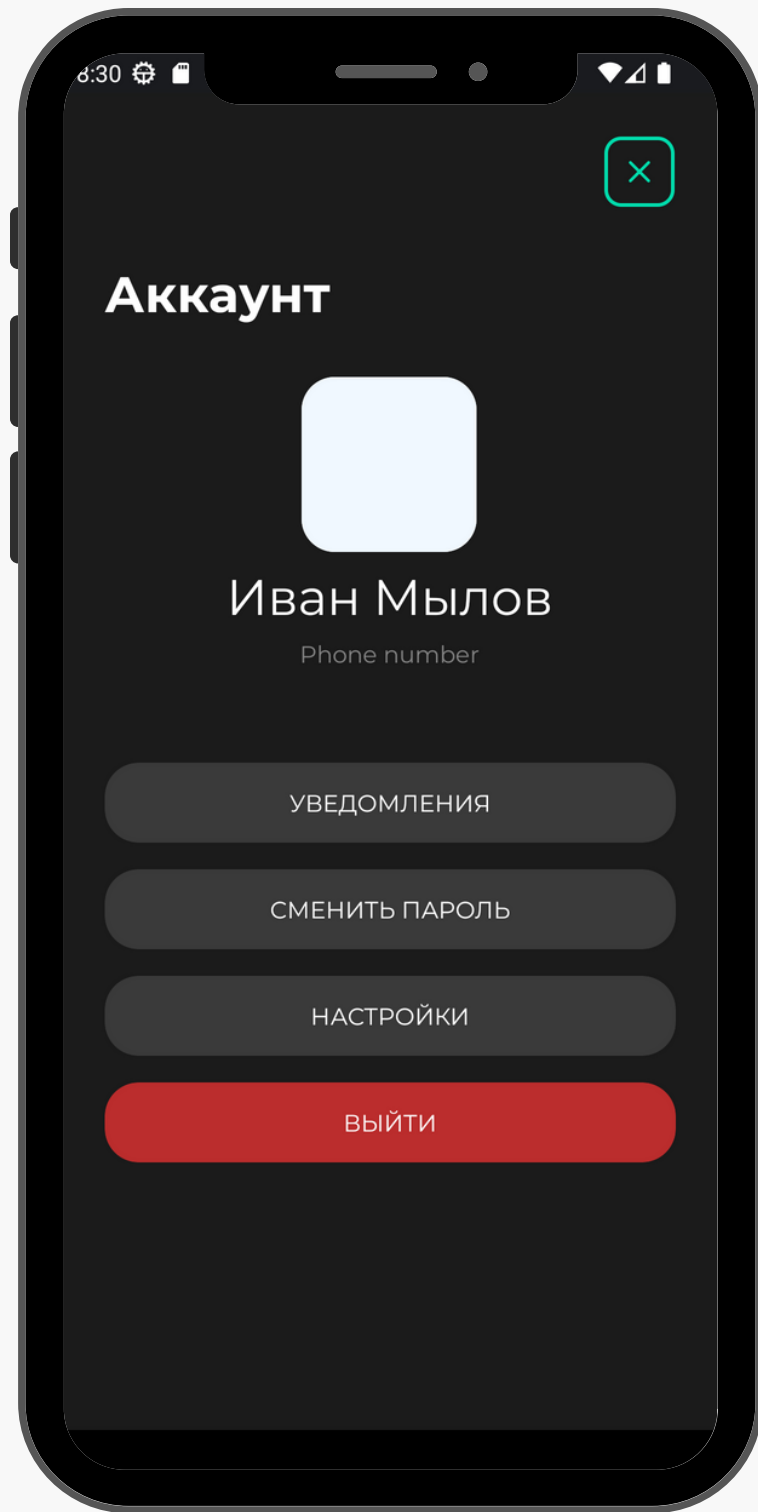 8:30
Аккаунт
Иван Мылов
Phone number
УВЕДОМЛЕНИЯ
СМЕНИТЬ ПАРОЛЬ
НАСТРОЙКИ
ВЫЙТИ